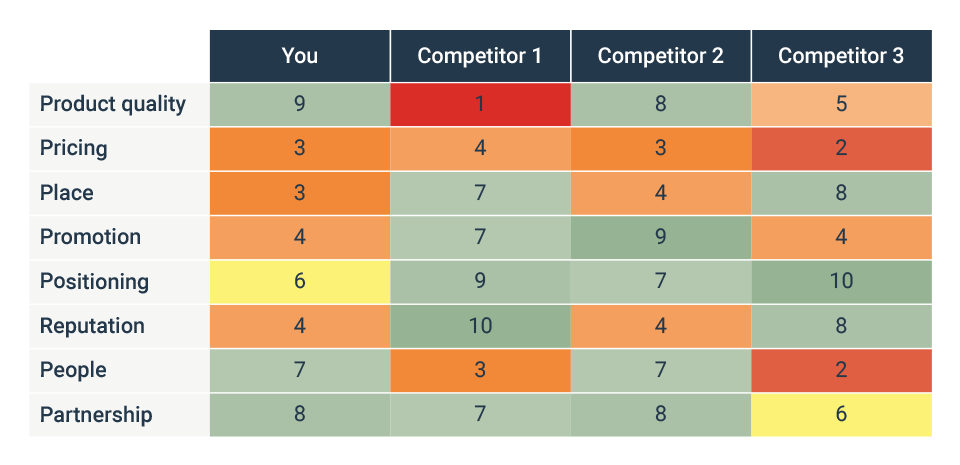 You Competitor 1 Competitor 2 Competitor 3
Product quality 9 1 8 5
Pricing 3 4 3 2
Place 3 7 4 8
Promotion 4 7 9 4
Positioning 6 9 7 10
Reputation 4 10 4 8
People 7 3 7 2
Partnership 8 7 8 6